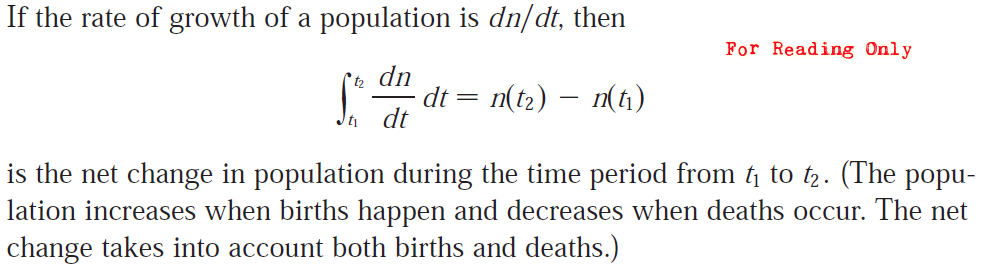 If the rate of growth of a population is dn/dt, then
For Reading Only
∫_{t₁}^{t₂} dn/dt dt = n(t₂) − n(t₁)
is the net change in population during the time period from t₁ to t₂. (The popu-
lation increases when births happen and decreases when deaths occur. The net
change takes into account both births and deaths.)